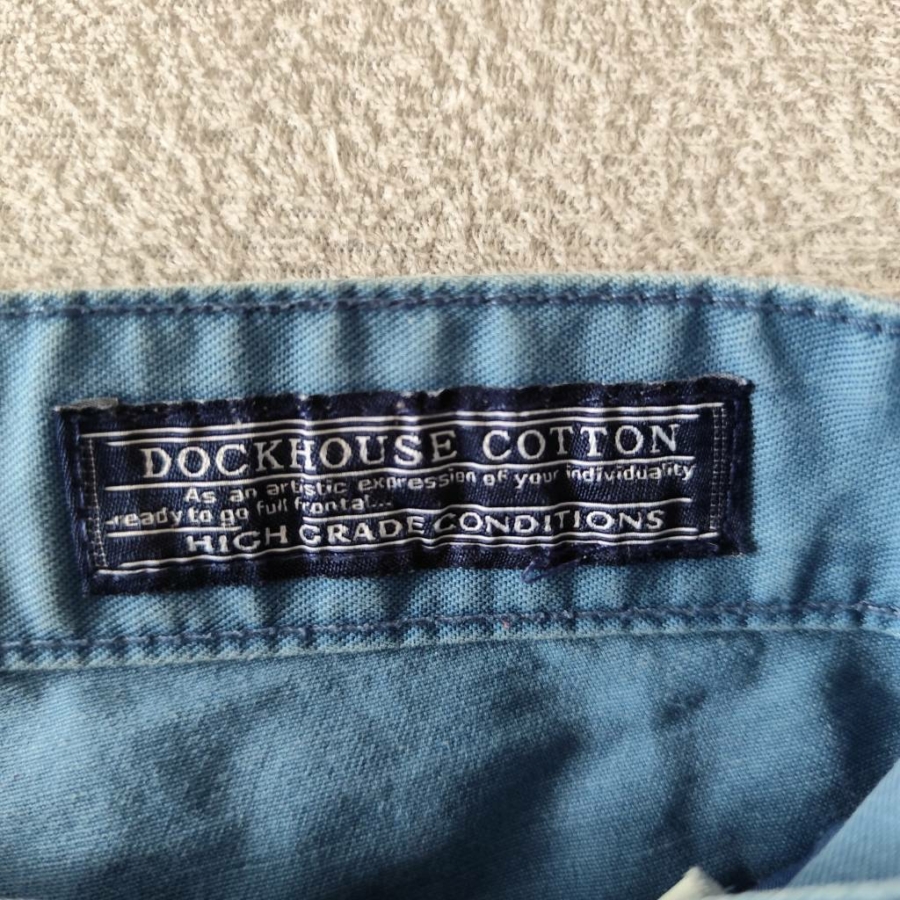 DOCKHOUSE COTTON
As an artistic expression of your individuality
ready to go full frontal...
HIGH GRADE CONDITIONS